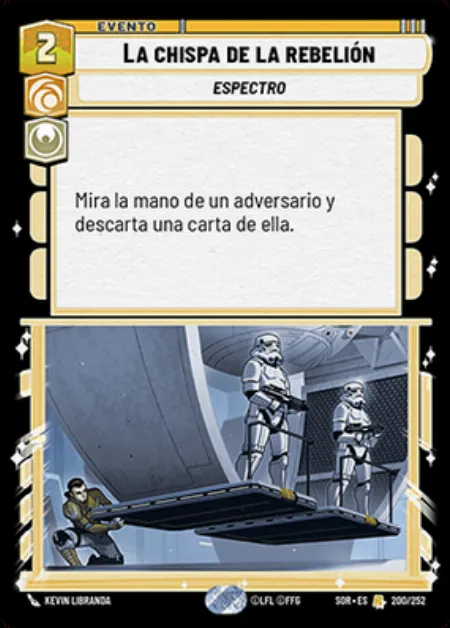 EVENTO
2
LA CHISPA DE LA REBELIÓN
ESPECTRO
Mira la mano de un adversario y
descarta una carta de ella.
KEVIN LIBRANDA
©LFL ©FFG
SOR • ES
200/252